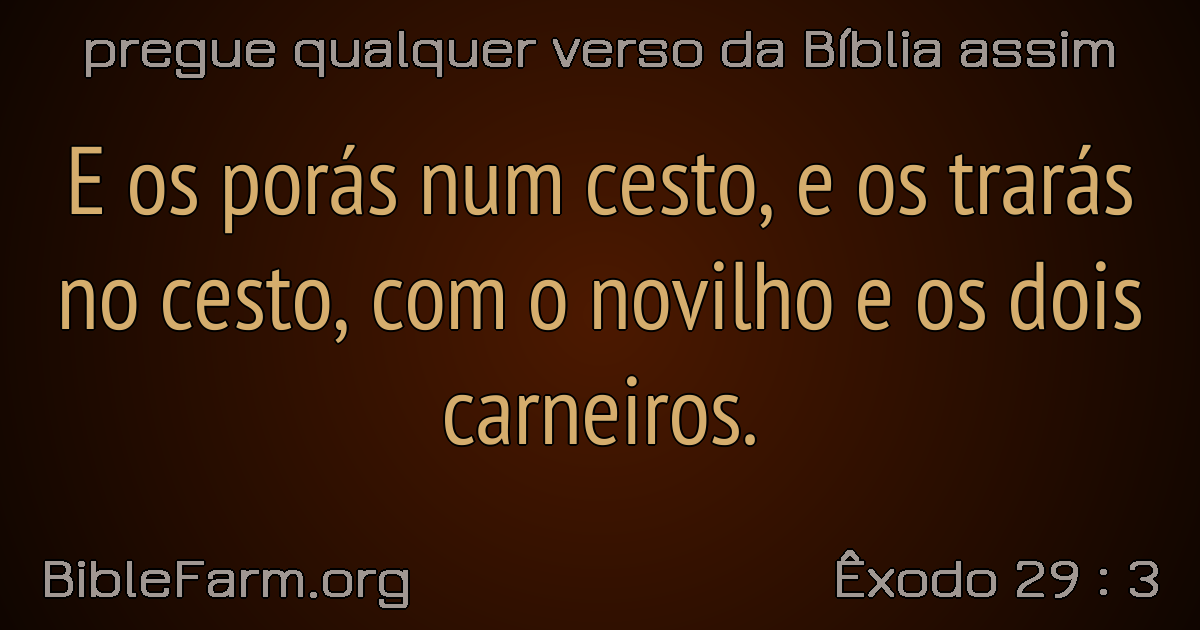 pregue qualquer verso da Bíblia assim
E os porás num cesto, e os trarás
no cesto, com o novilho e os dois
carneiros.
BibleFarm.org
Êxodo 29 : 3